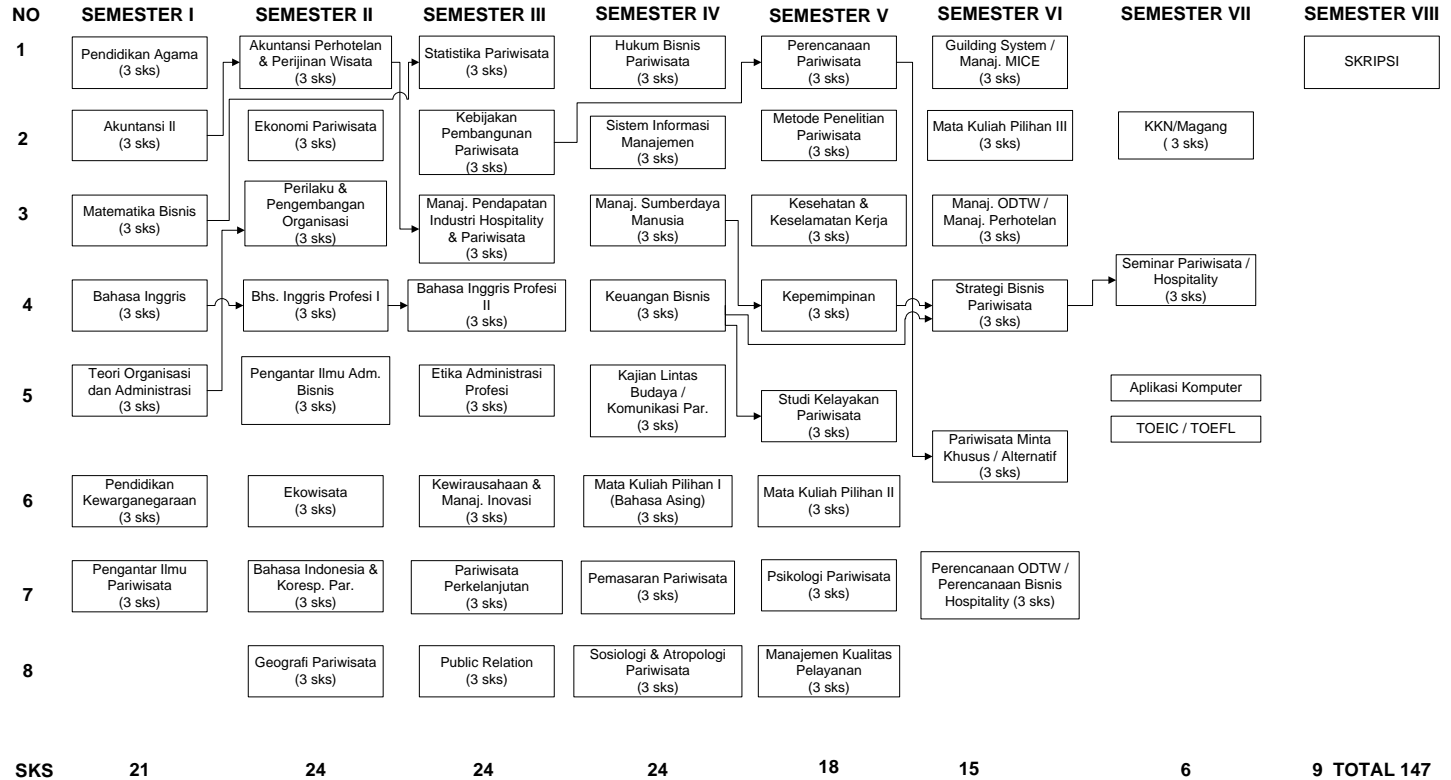 NO SEMESTER I SEMESTER II SEMESTER III SEMESTER IV SEMESTER V SEMESTER VI SEMESTER VII SEMESTER VIII
1
Pendidikan Agama
(3 sks)
Akuntansi Perhotelan
& Perijinan Wisata
(3 sks)
Statistika Pariwisata
(3 sks)
Hukum Bisnis
Pariwisata
(3 sks)
Perencanaan
Pariwisata
(3 sks)
Guilding System /
Manaj. MICE
(3 sks)
SKRIPSI
2
Akuntansi II
(3 sks)
Ekonomi Pariwisata
(3 sks)
Kebijakan
Pembangunan
Pariwisata
(3 sks)
Sistem Informasi
Manajemen
(3 sks)
Metode Penelitian
Pariwisata
(3 sks)
Mata Kuliah Pilihan III
(3 sks)
KKN/Magang
( 3 sks)
3
Matematika Bisnis
(3 sks)
Perilaku &
Pengembangan
Organisasi
(3 sks)
Manaj. Pendapatan
Industri Hospitality
& Pariwisata
(3 sks)
Manaj. Sumberdaya
Manusia
(3 sks)
Kesehatan &
Keselamatan Kerja
(3 sks)
Manaj. ODTW /
Manaj. Perhotelan
(3 sks)
4
Bahasa Inggris
(3 sks)
Bhs. Inggris Profesi I
(3 sks)
Bahasa Inggris Profesi
II
(3 sks)
Keuangan Bisnis
(3 sks)
Kepemimpinan
(3 sks)
Strategi Bisnis
Pariwisata
(3 sks)
Seminar Pariwisata /
Hospitality
(3 sks)
5
Teori Organisasi
dan Administrasi
(3 sks)
Pengantar Ilmu Adm.
Bisnis
(3 sks)
Etika Administrasi
Profesi
(3 sks)
Kajian Lintas
Budaya /
Komunikasi Par.
(3 sks)
Studi Kelayakan
Pariwisata
(3 sks)
Pariwisata Minta
Khusus / Alternatif
(3 sks)
Aplikasi Komputer
TOEIC / TOEFL
6
Pendidikan
Kewarganegaraan
(3 sks)
Ekowisata
(3 sks)
Kewirausahaan &
Manaj. Inovasi
(3 sks)
Mata Kuliah Pilihan I
(Bahasa Asing)
(3 sks)
Mata Kuliah Pilihan II
(3 sks)
7
Pengantar Ilmu
Pariwisata
(3 sks)
Bahasa Indonesia &
Koresp. Par.
(3 sks)
Pariwisata
Perkelanjutan
(3 sks)
Pemasaran Pariwisata
(3 sks)
Psikologi Pariwisata
(3 sks)
Perencanaan ODTW /
Perencanaan Bisnis
Hospitality (3 sks)
8
Geografi Pariwisata
(3 sks)
Public Relation
(3 sks)
Sosiologi & Atropologi
Pariwisata
(3 sks)
Manajemen Kualitas
Pelayanan
(3 sks)
SKS 21 24 24 24 18 15 6 9 TOTAL 147